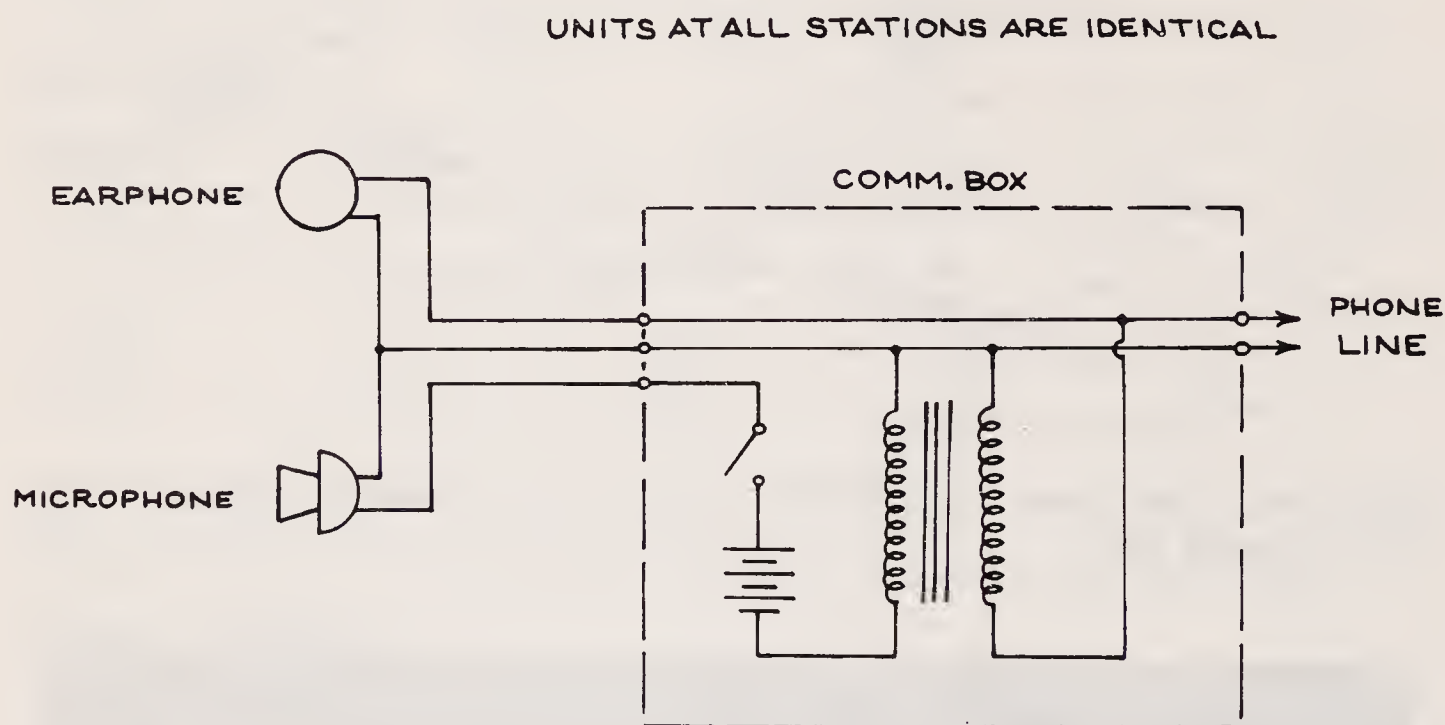 UNITS AT ALL STATIONS ARE IDENTICAL
EARPHONE
COMM. BOX
PHONE
LINE
MICROPHONE